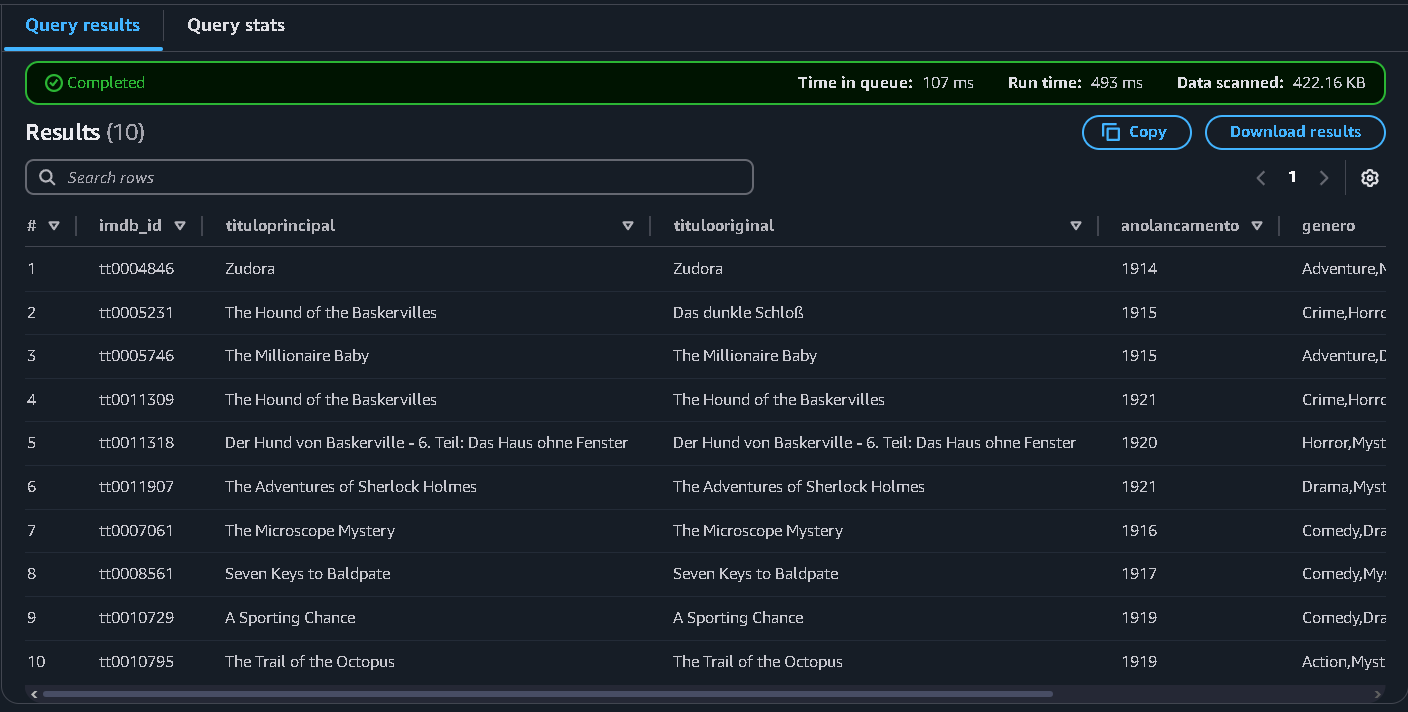 Query results Query stats
Completed Time in queue: 107 ms Run time: 493 ms Data scanned: 422.16 KB
Results (10) Copy Download results
Search rows 1
# imdb_id tituloprincipal titulooriginal anolancamento genero
1 tt0004846 Zudora Zudora 1914 Adventure,
2 tt0005231 The Hound of the Baskervilles Das dunkle Schloß 1915 Crime,Horro
3 tt0005746 The Millionaire Baby The Millionaire Baby 1915 Adventure,D
4 tt0011309 The Hound of the Baskervilles The Hound of the Baskervilles 1921 Crime,Horro
5 tt0011318 Der Hund von Baskerville - 6. Teil: Das Haus ohne Fenster Der Hund von Baskerville - 6. Teil: Das Haus ohne Fenster 1920 Horror,Myst
6 tt0011907 The Adventures of Sherlock Holmes The Adventures of Sherlock Holmes 1921 Drama,Myst
7 tt0007061 The Microscope Mystery The Microscope Mystery 1916 Comedy,Dra
8 tt0008561 Seven Keys to Baldpate Seven Keys to Baldpate 1917 Comedy,Mys
9 tt0010729 A Sporting Chance A Sporting Chance 1919 Comedy,Dra
10 tt0010795 The Trail of the Octopus The Trail of the Octopus 1919 Action,Myst